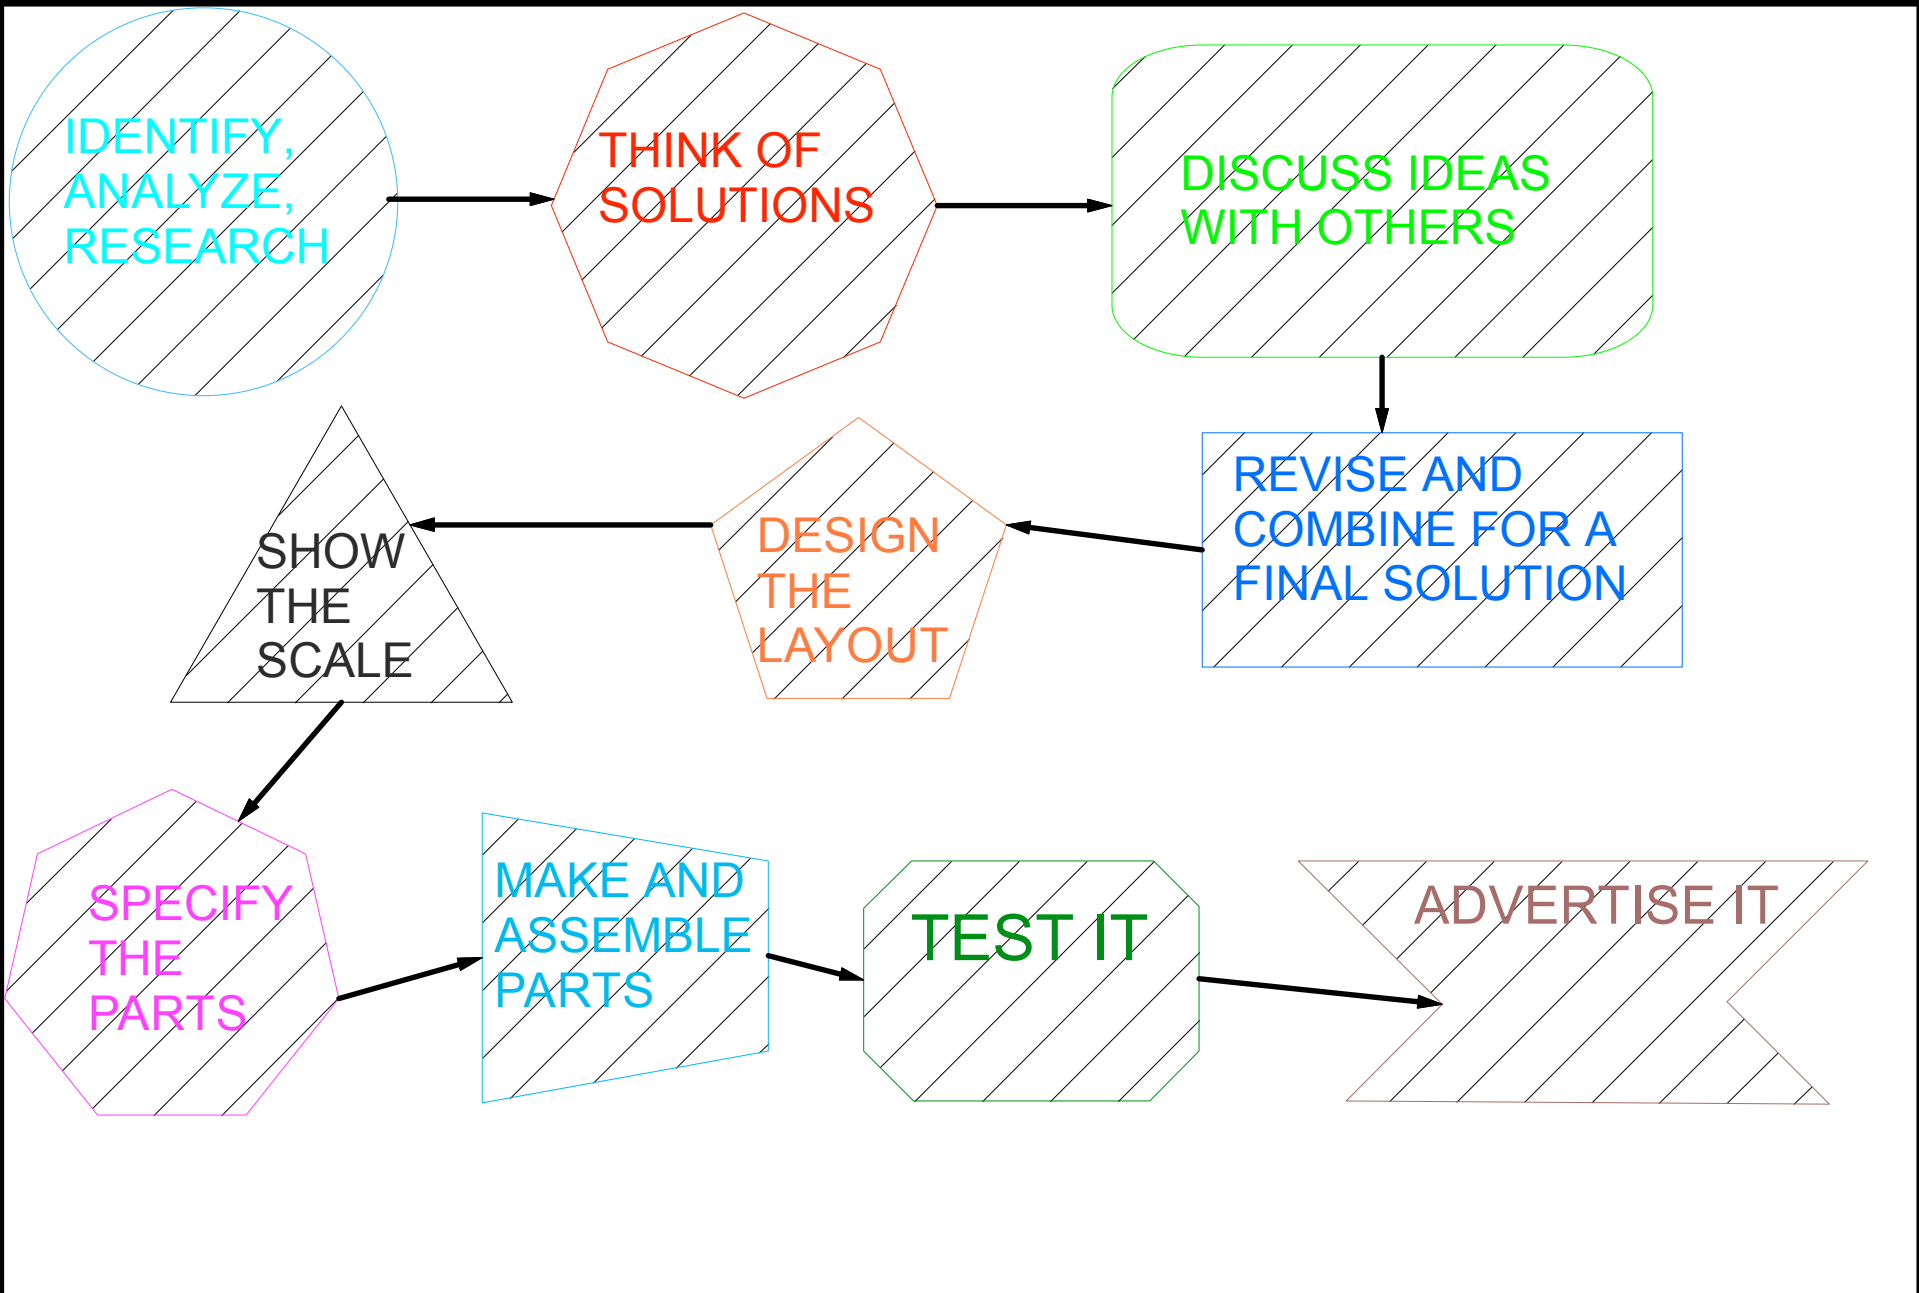 IDENTIFY,
ANALYZE,
RESEARCH
THINK OF
SOLUTIONS
DISCUSS IDEAS
WITH OTHERS
REVISE AND
COMBINE FOR A
FINAL SOLUTION
DESIGN
THE
LAYOUT
SHOW
THE
SCALE
SPECIFY
THE
PARTS
MAKE AND
ASSEMBLE
PARTS
TEST IT
ADVERTISE IT